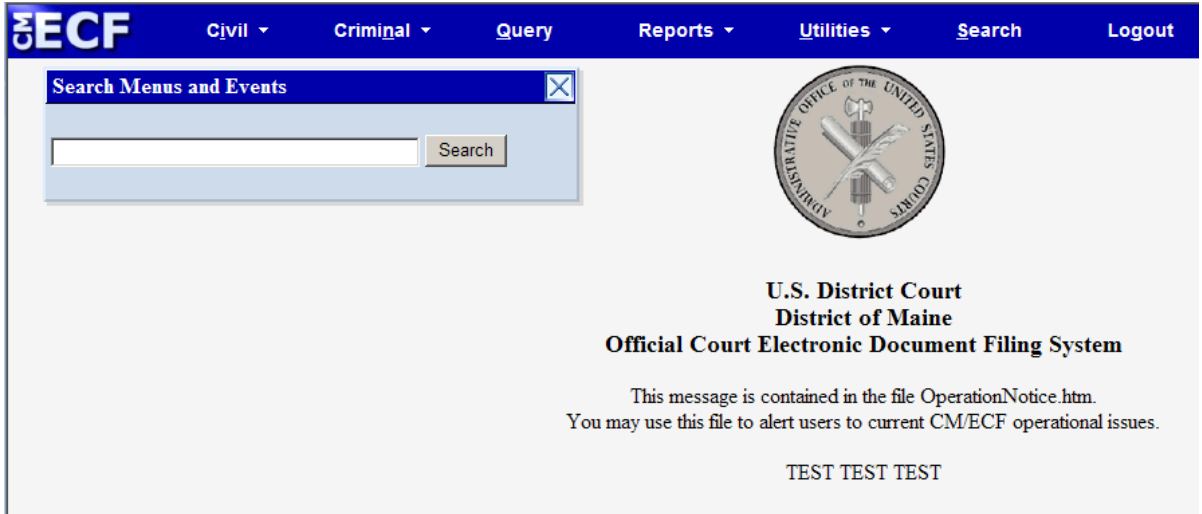 CM ECF Civil Criminal Query Reports Utilities Search Logout
Search Menus and Events
Search
ADMINISTRATIVE OFFICE OF THE UNITED STATES COURTS
U.S. District Court
District of Maine
Official Court Electronic Document Filing System
This message is contained in the file OperationNotice.htm.
You may use this file to alert users to current CM/ECF operational issues.
TEST TEST TEST